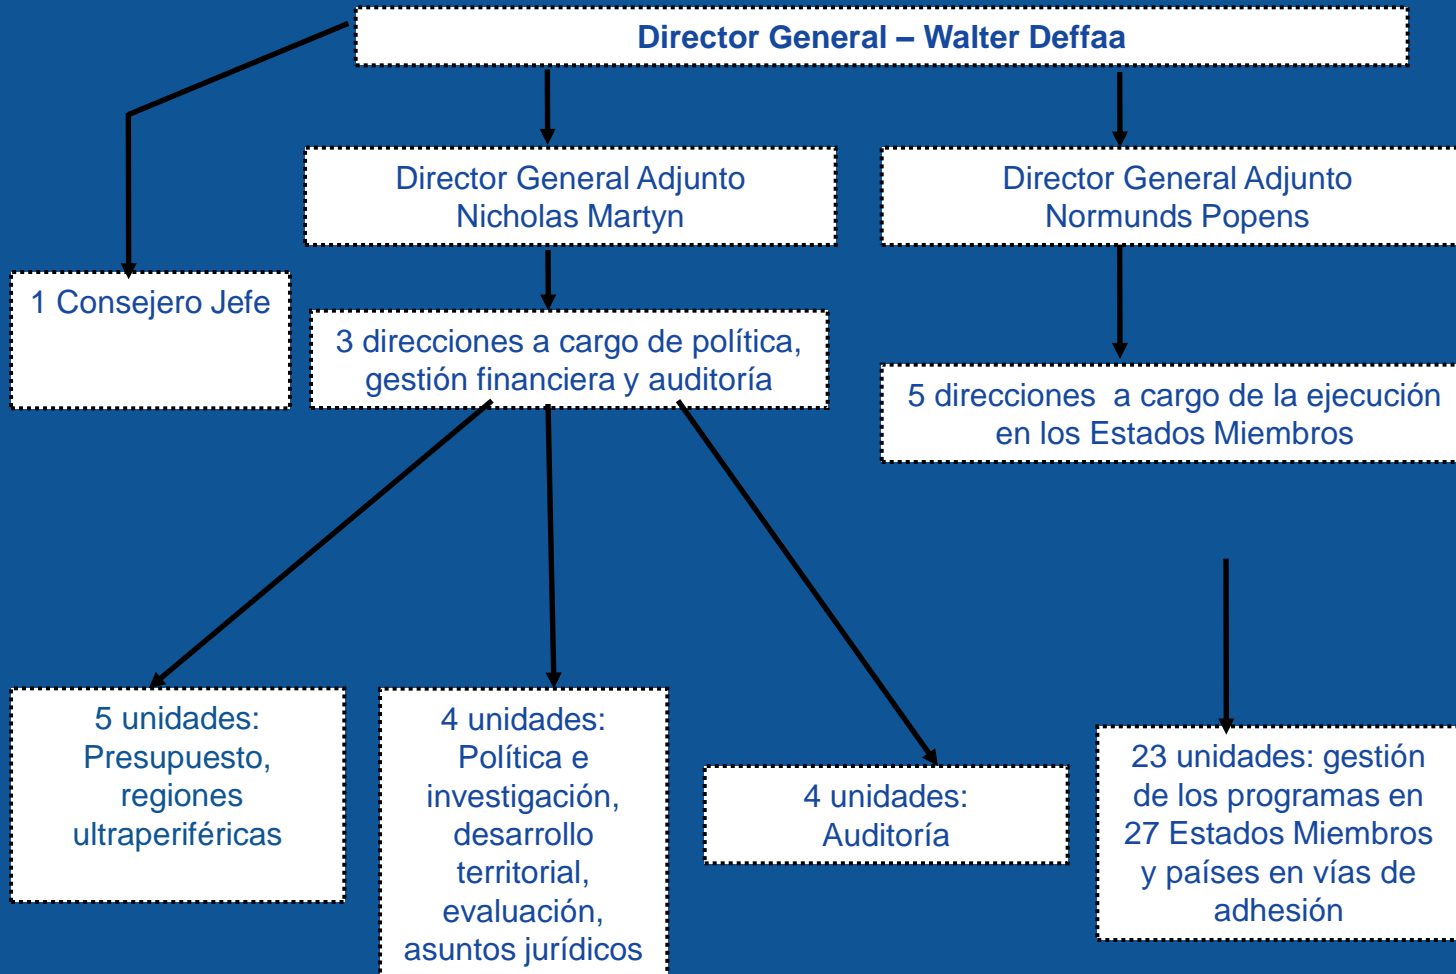 Director General – Walter Deffaa
Director General Adjunto
Nicholas Martyn
Director General Adjunto
Normunds Popens
1 Consejero Jefe
3 direcciones a cargo de política,
gestión financiera y auditoría
5 direcciones a cargo de la ejecución
en los Estados Miembros
5 unidades:
Presupuesto,
regiones
ultraperiféricas
4 unidades:
Política e
investigación,
desarrollo
territorial,
evaluación,
asuntos jurídicos
4 unidades:
Auditoría
23 unidades: gestión
de los programas en
27 Estados Miembros
y países en vías de
adhesión